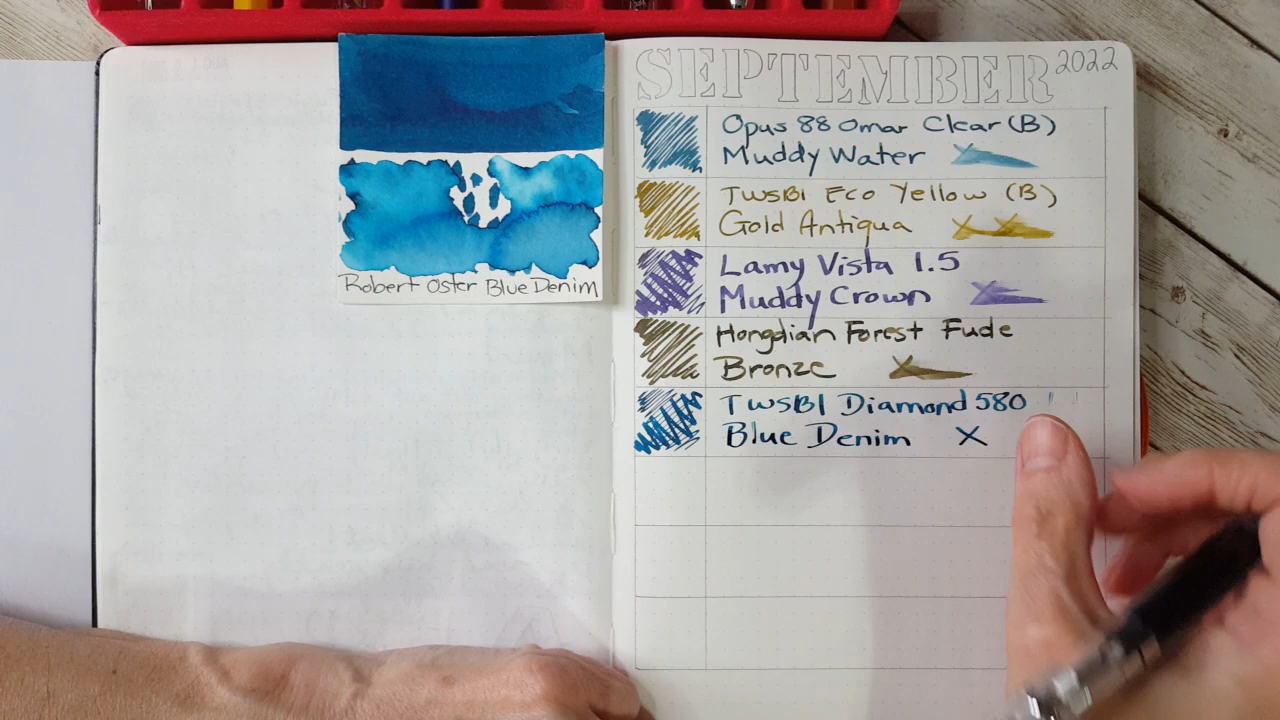 Robert Oster Blue Denim
SEPTEMBER 2022
Opus 88 Omar Clear (B)
Muddy Water
TWSBI Eco Yellow (B)
Gold Antiqua
Lamy Vista 1.5
Muddy Crown
Hongdian Forest Fude
Bronze
TWSBI Diamond 580
Blue Denim